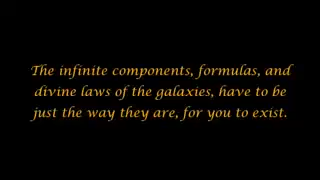 The infinite components, formulas, and
divine laws of the galaxies, have to be
just the way they are, for you to exist.